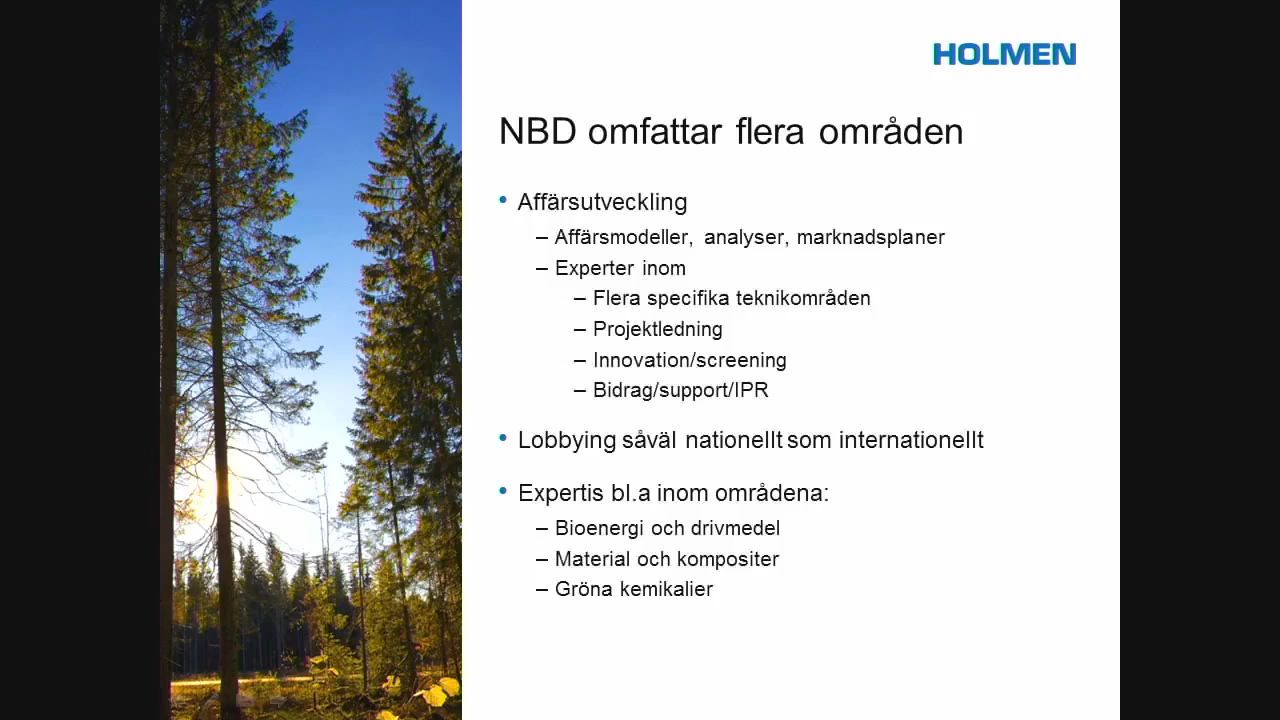 HOLMEN
NBD omfattar flera områden
• Affärsutveckling
– Affärsmodeller, analyser, marknadsplaner
– Experter inom
– Flera specifika teknikområden
– Projektledning
– Innovation/screening
– Bidrag/support/IPR
• Lobbying såväl nationellt som internationellt
• Expertis bl.a inom områdena:
– Bioenergi och drivmedel
– Material och kompositer
– Gröna kemikalier